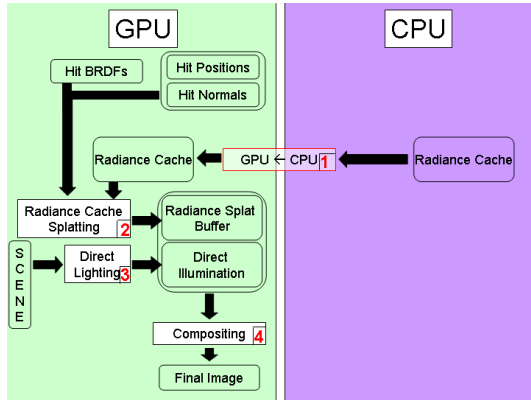 GPU
CPU
Hit BRDFs
Hit Positions
Hit Normals
Radiance Cache
GPU ← CPU 1
Radiance Cache
Radiance Cache
Splatting 2
Radiance Splat
Buffer
SCENE
Direct
Lighting 3
Direct
Illumination
Compositing 4
Final Image